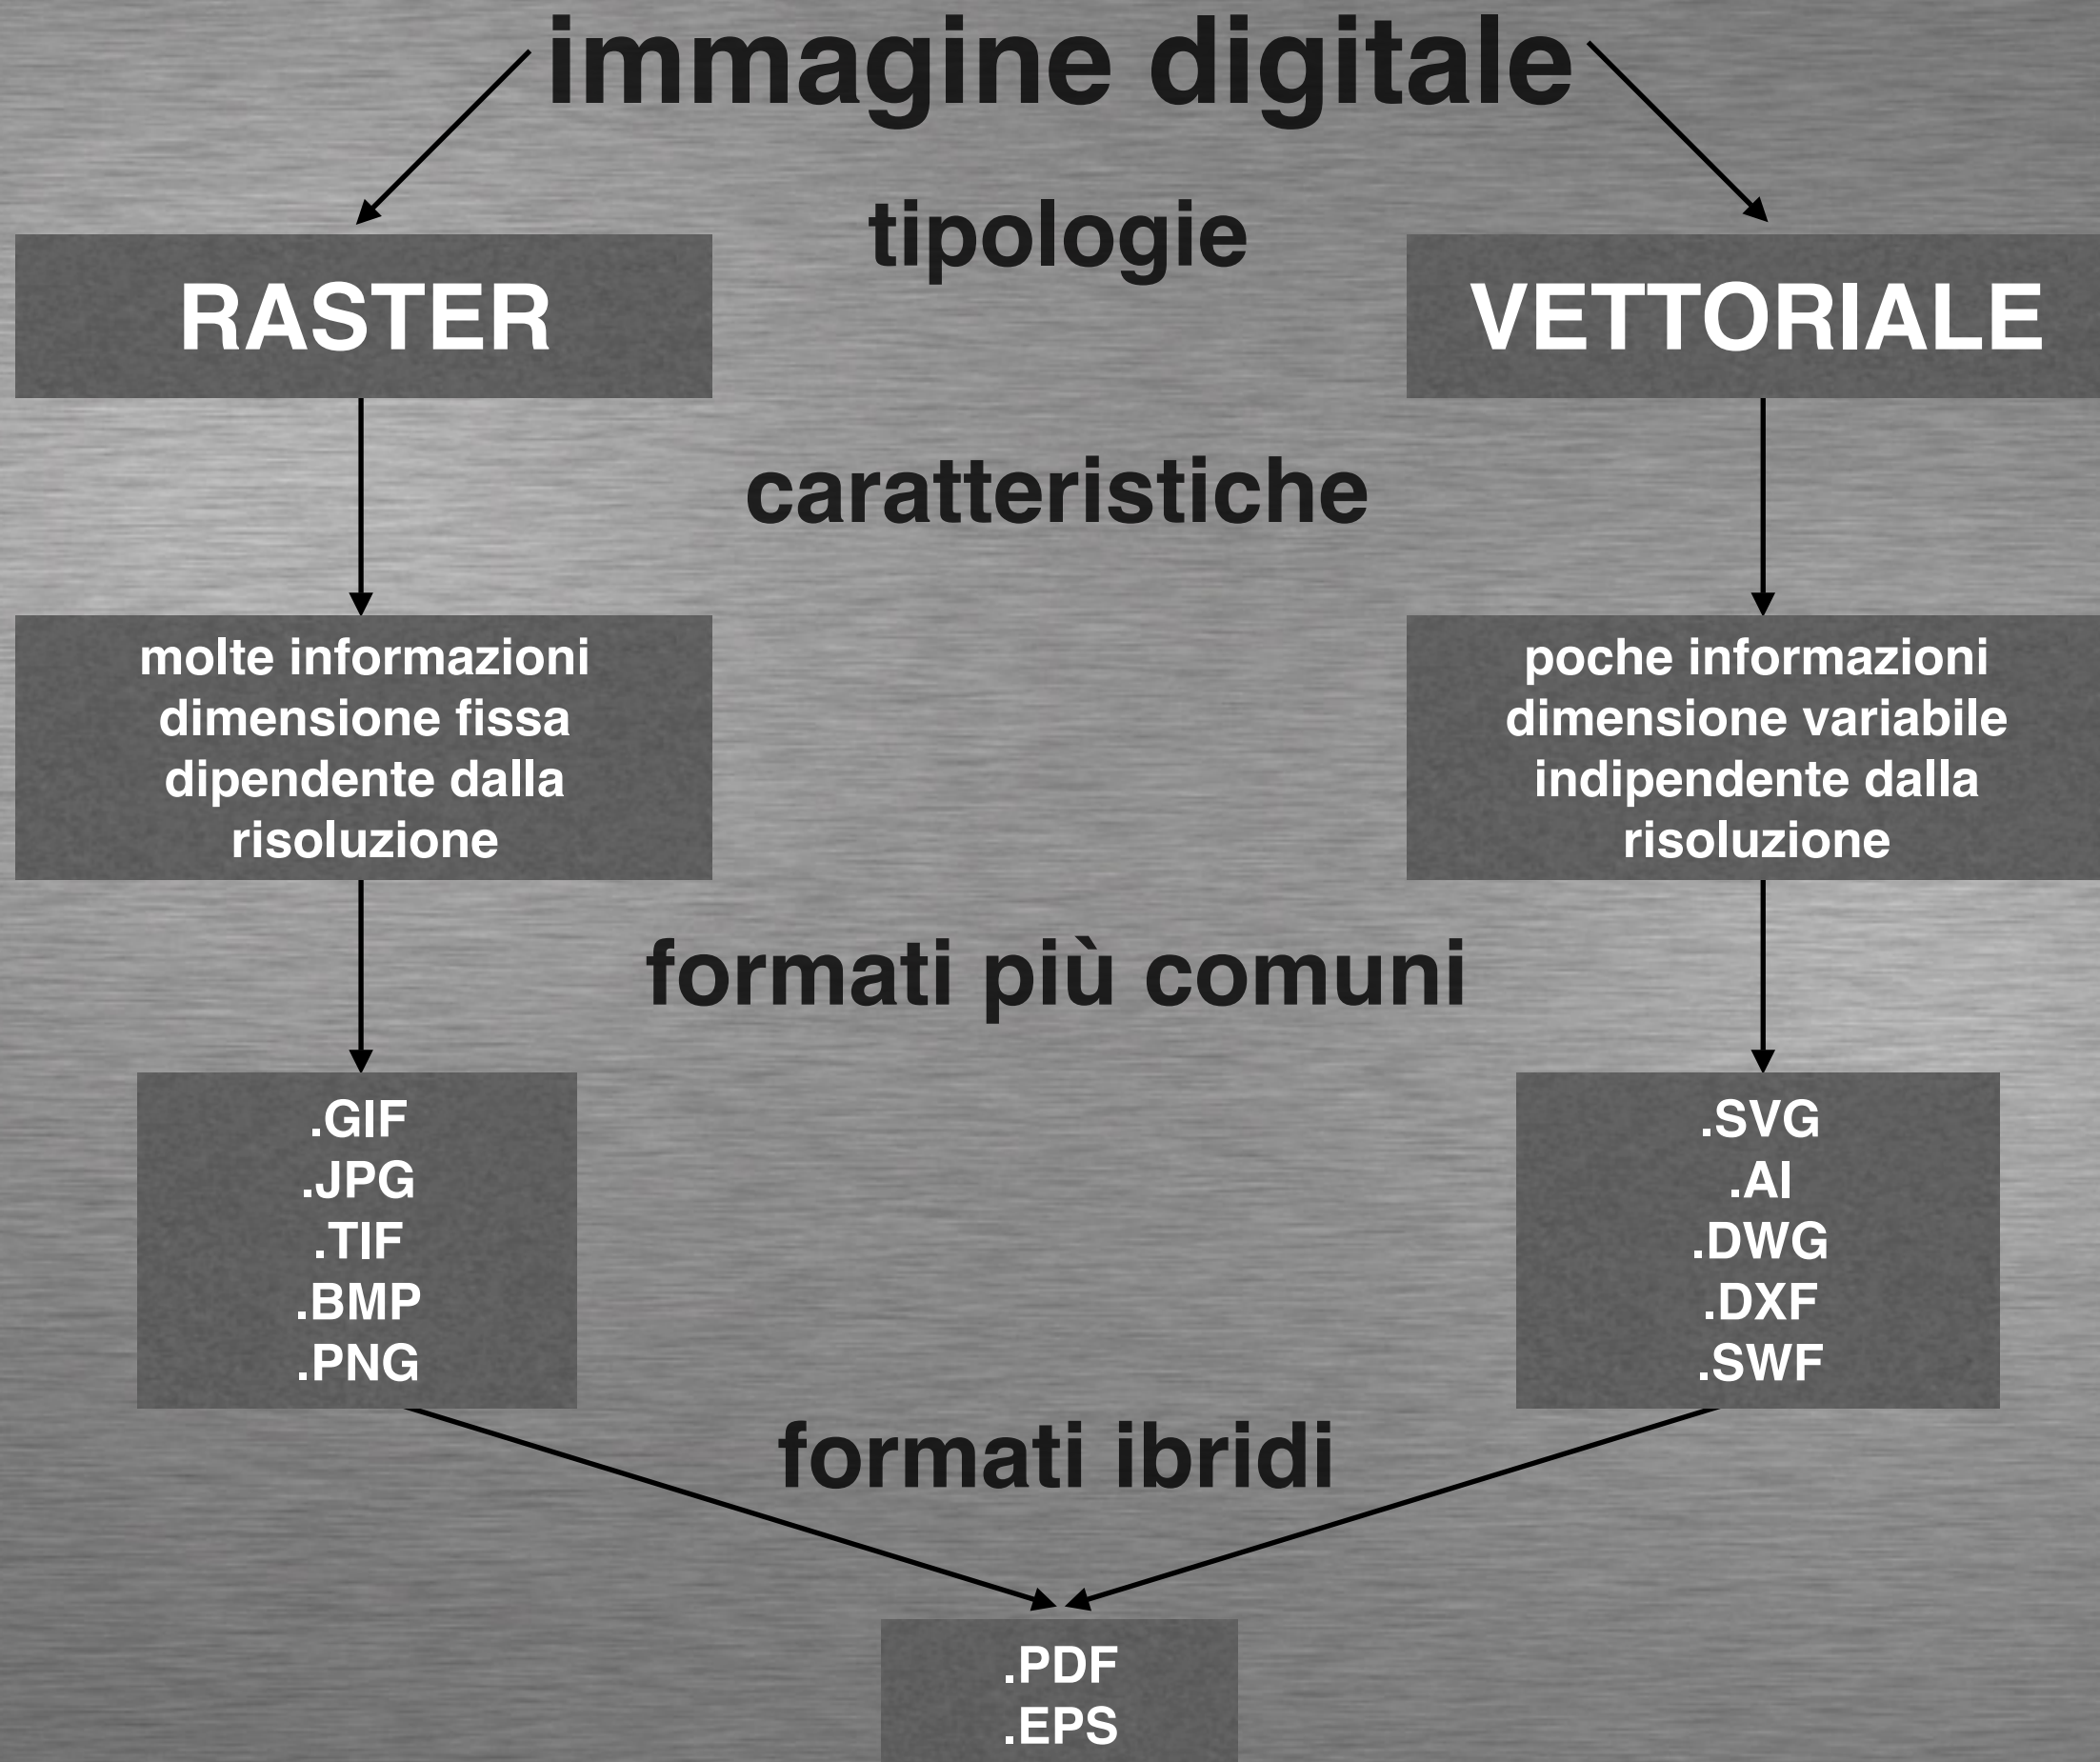 immagine digitale
tipologie
RASTER
VETTORIALE
caratteristiche
molte informazioni
dimensione fissa
dipendente dalla
risoluzione
poche informazioni
dimensione variabile
indipendente dalla
risoluzione
formati più comuni
.GIF
.JPG
.TIF
.BMP
.PNG
.SVG
.AI
.DWG
.DXF
.SWF
formati ibridi
.PDF
.EPS